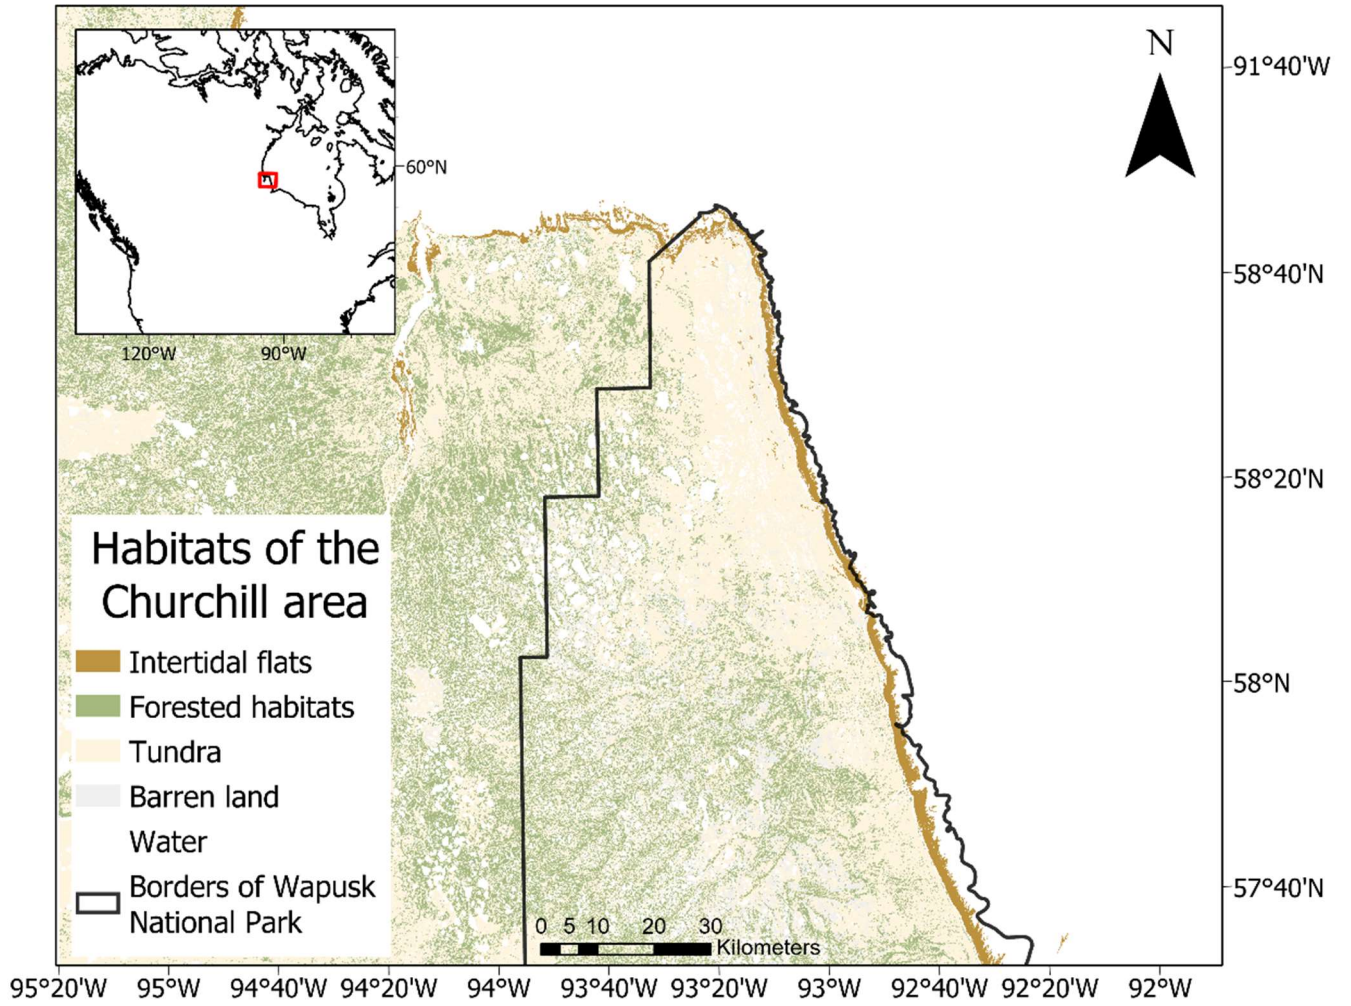 N
91°40'W
60°N
58°40'N
120°W
90°W
58°20'N
Habitats of the
Churchill area
Intertidal flats
Forested habitats
Tundra
Barren land
Water
Borders of Wapusk
National Park
58°N
57°40'N
0 5 10 20 30
Kilometers
95°20'W 95°W 94°40'W 94°20'W 94°W 93°40'W 93°20'W 93°W 92°40'W 92°20'W 92°W